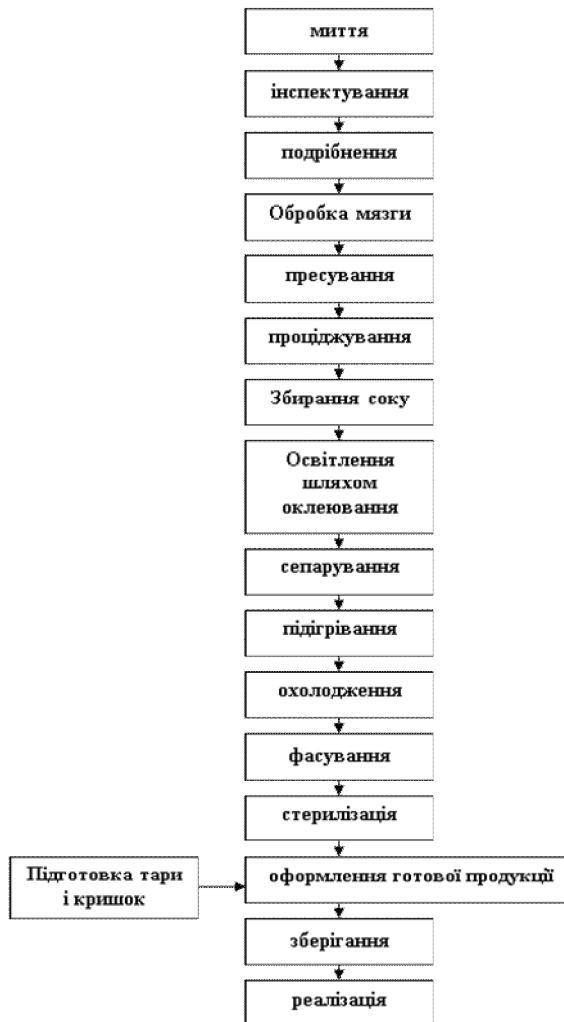 миття
інспектування
подрібнення
Обробка мязги
пресування
проціджування
Збирання соку
Освітлення
шляхом
оклеювання
сепарування
підігрівання
охолодження
фасування
стерилізація
Підготовка тари
і кришок
оформлення готової продукції
зберігання
реалізація